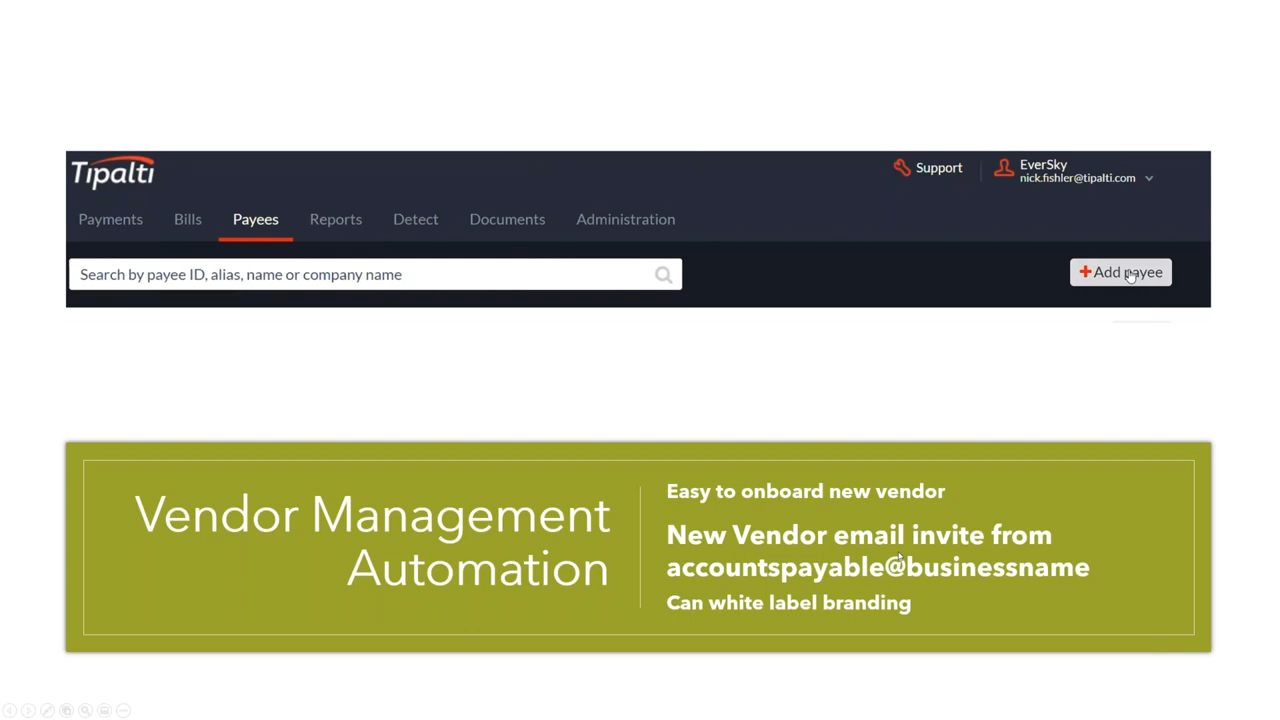 Tipalti
Support
EverSky
nick.fishler@tipalti.com
Payments Bills Payees Reports Detect Documents Administration
Search by payee ID, alias, name or company name
+Add payee
Vendor Management
Automation
Easy to onboard new vendor
New Vendor email invite from
accountspayable@businessname
Can white label branding